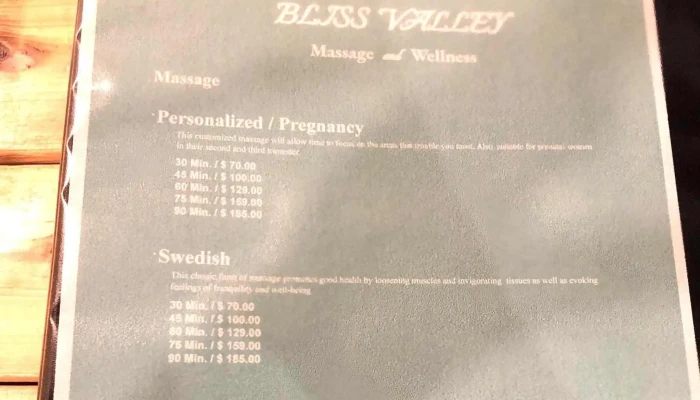 BLISS VALLEY
Massage and Wellness
Massage
Personalized / Pregnancy
This customized massage will allow time to focus on the areas that trouble you most. Also, suitable for prenatal women
in their second and third trimester.
30 Min. / $ 70.00
45 Min. / $ 100.00
60 Min. / $ 129.00
75 Min. / $ 159.00
90 Min. / $ 185.00
Swedish
This classic form of massage promotes good health by loosening muscles and invigorating tissues as well as evoking
feelings of tranquility and well-being
30 Min. / $ 70.00
45 Min. / $ 100.00
60 Min. / $ 129.00
75 Min. / $ 159.00
90 Min. / $ 185.00